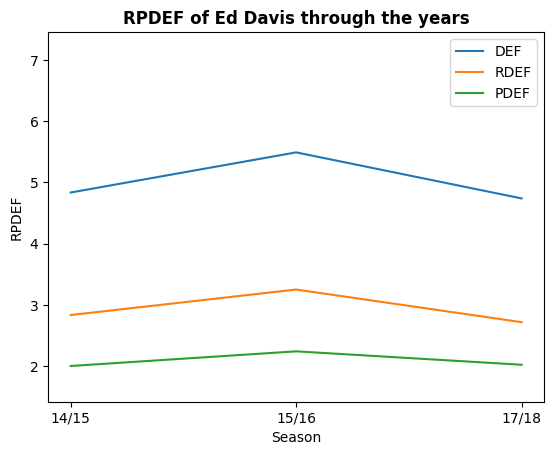 RPDEF of Ed Davis through the years
DEF
RDEF
PDEF
7
6
5
4
3
2
RPDEF
14/15
15/16
17/18
Season